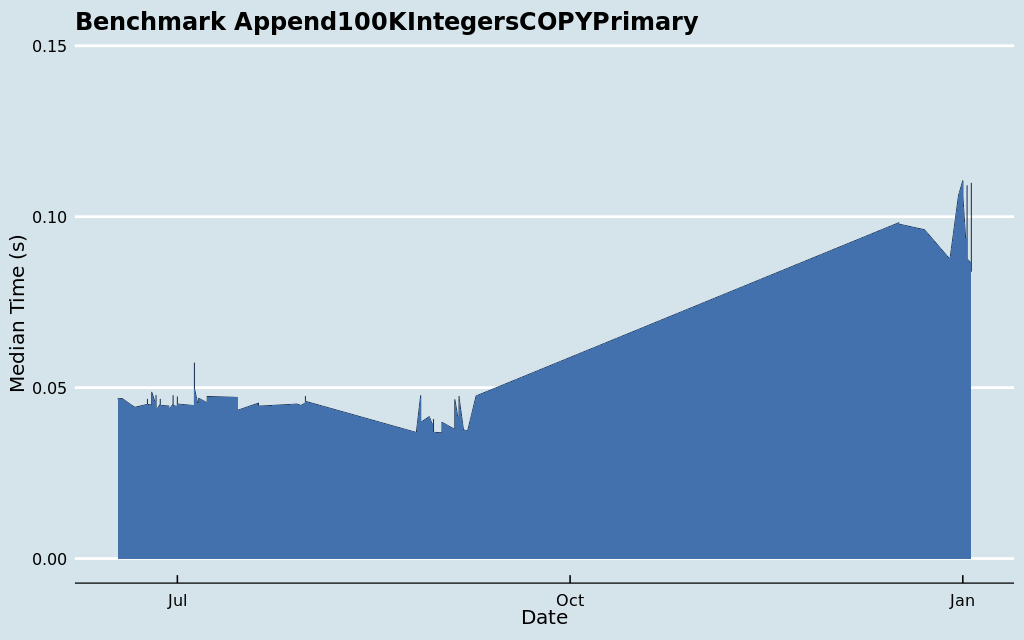 Benchmark Append100KIntegersCOPYPrimary
0.15
0.10
0.05
0.00
Median Time (s)
Jul
Oct
Jan
Date